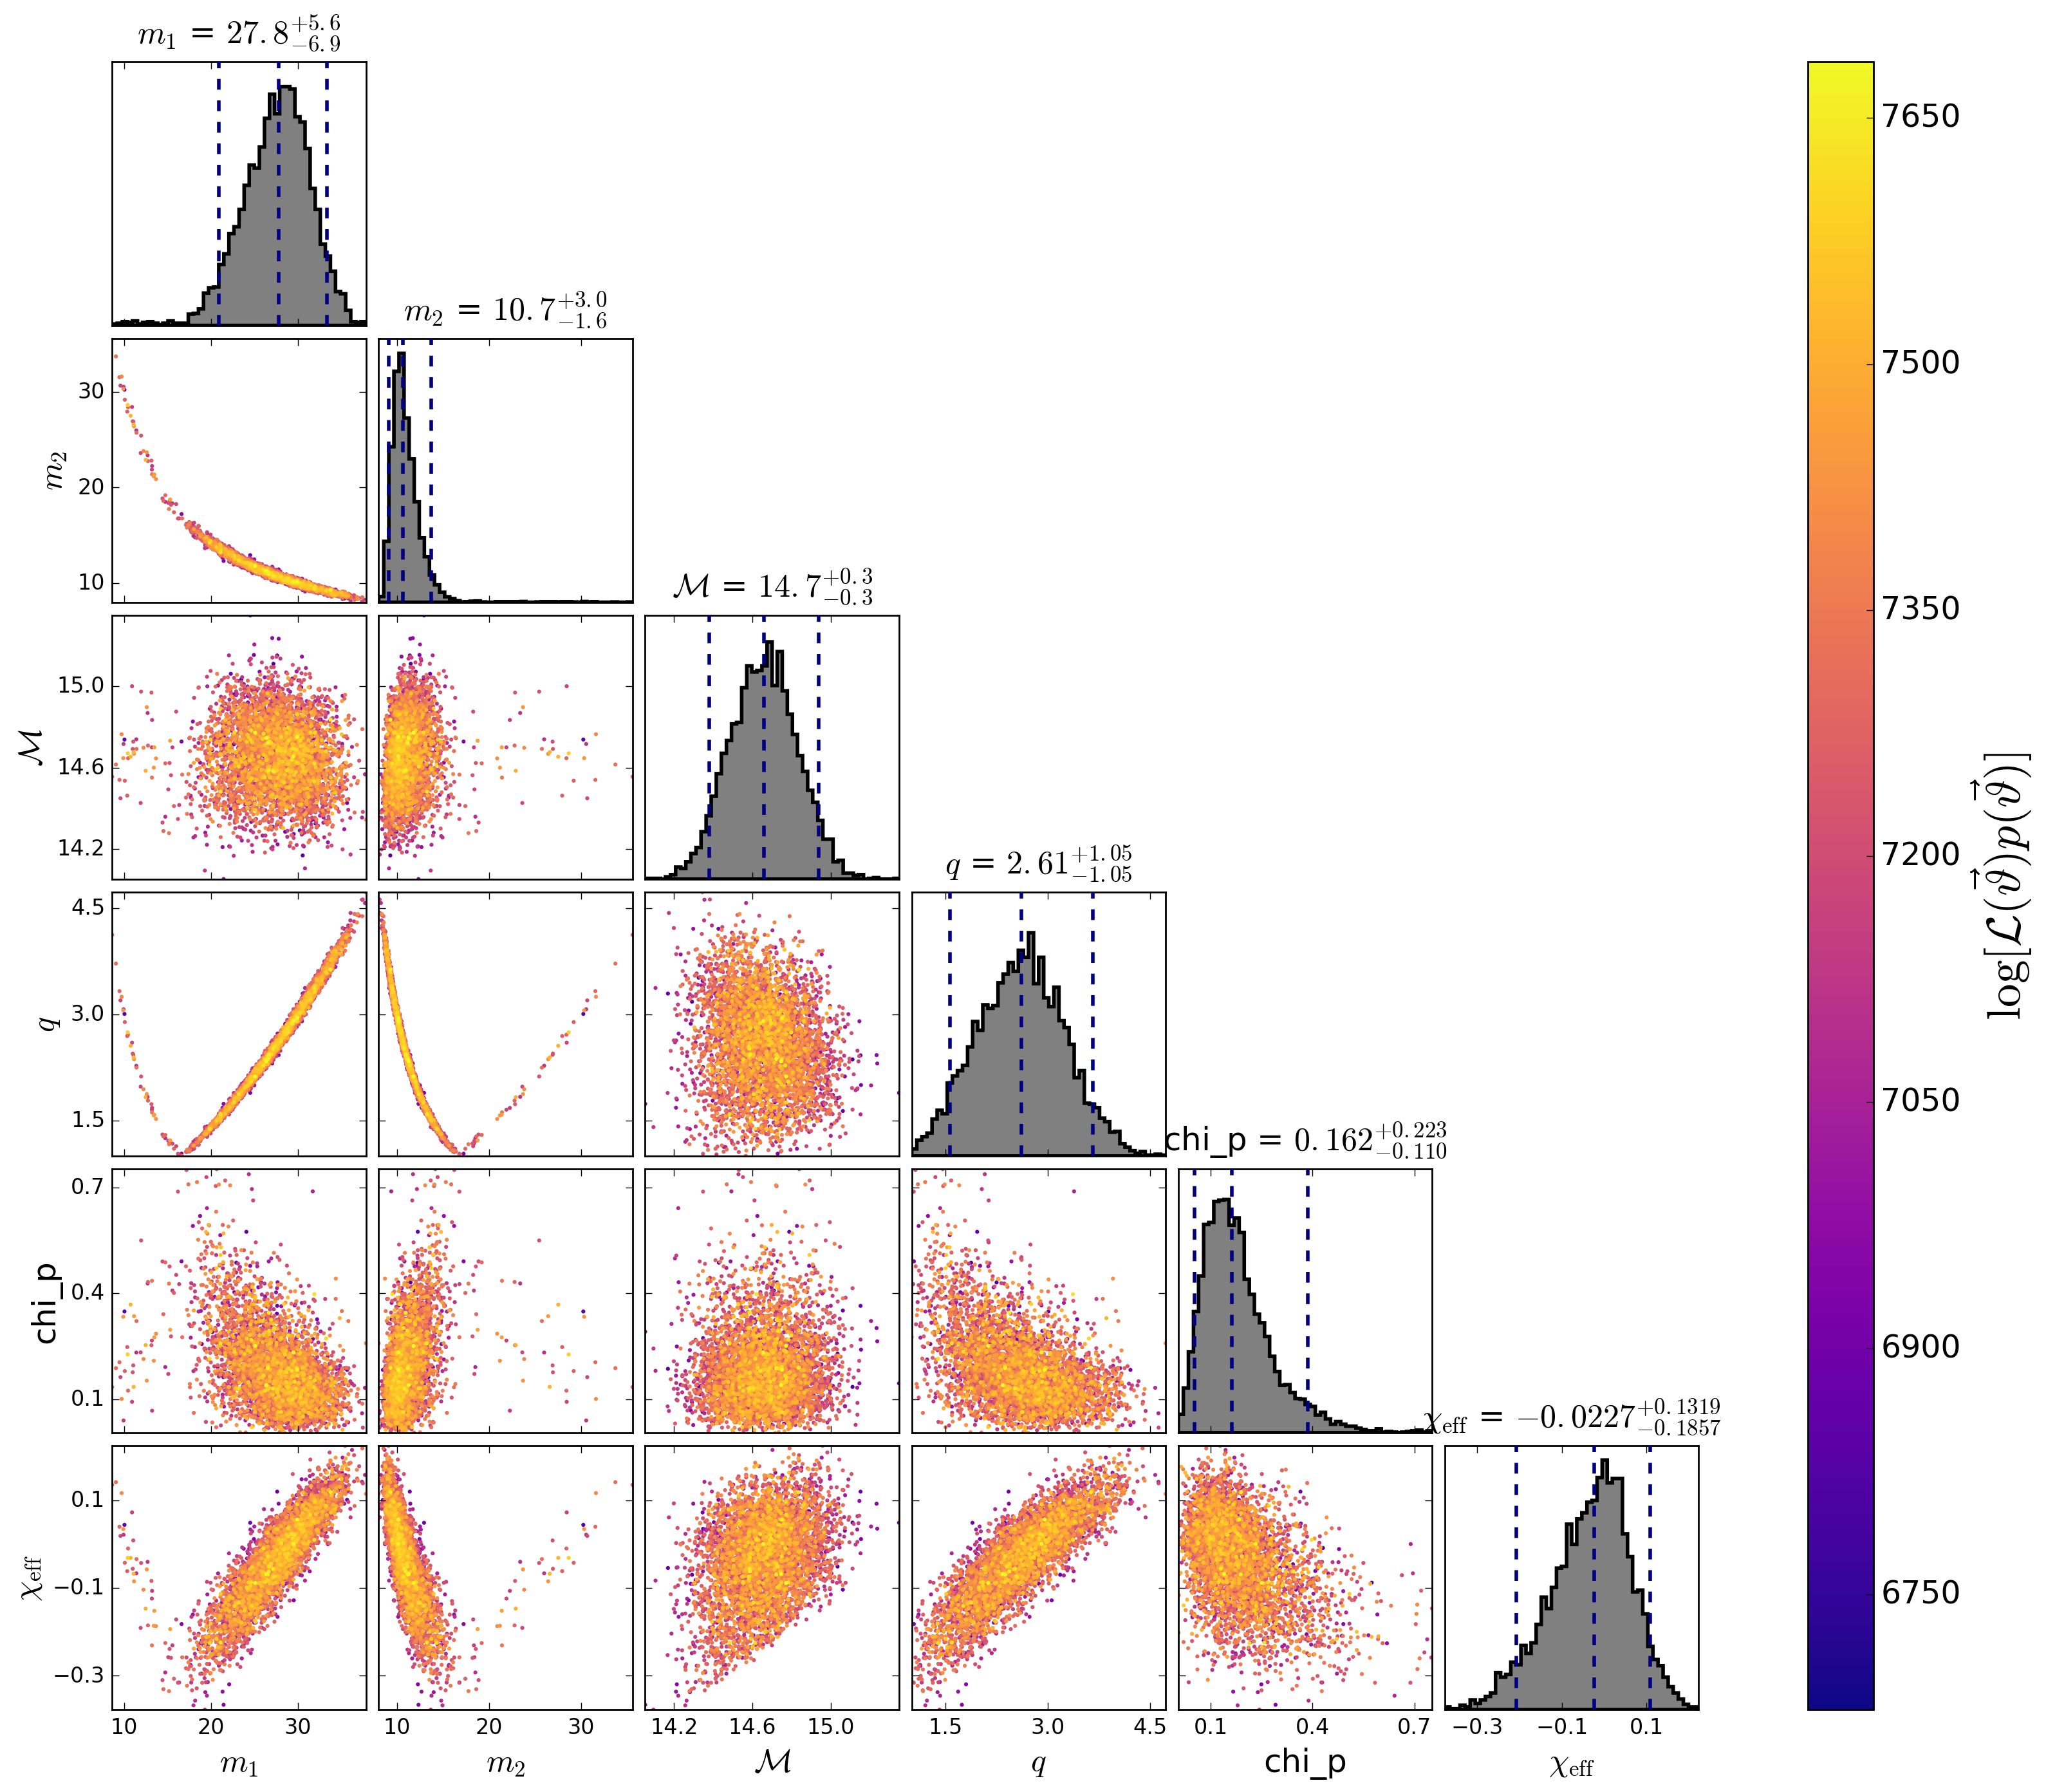 m₁ = 27.8 +5.6 −6.9
m₂ = 10.7 +3.0 −1.6
ℳ = 14.7 +0.3 −0.3
q = 2.61 +1.05 −1.05
chi_p = 0.162 +0.223 −0.110
χeff = −0.0227 +0.1319 −0.1857
m₂
30
20
10
ℳ
15.0
14.6
14.2
q
4.5
3.0
1.5
chi_p
0.7
0.4
0.1
χeff
0.1
−0.1
−0.3
10 20 30
10 20 30
14.2 14.6 15.0
1.5 3.0 4.5
0.1 0.4 0.7
−0.3 −0.1 0.1
m₁
m₂
ℳ
q
chi_p
χeff
7650
7500
7350
7200
7050
6900
6750
log[ℒ(ϑ⃗)p(ϑ⃗)]